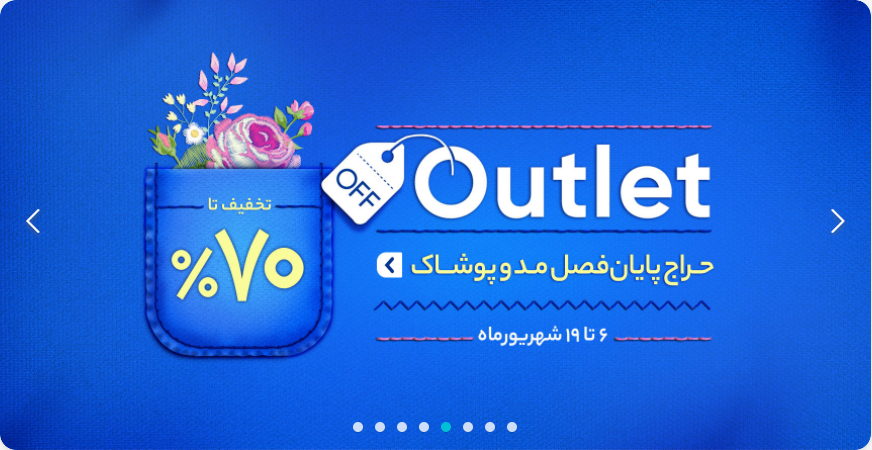 Outlet
OFF
حراج پایان‌فصل مد و پوشاک
۶ تا ۱۹ شهریورماه
تخفیف تا
۷۰%